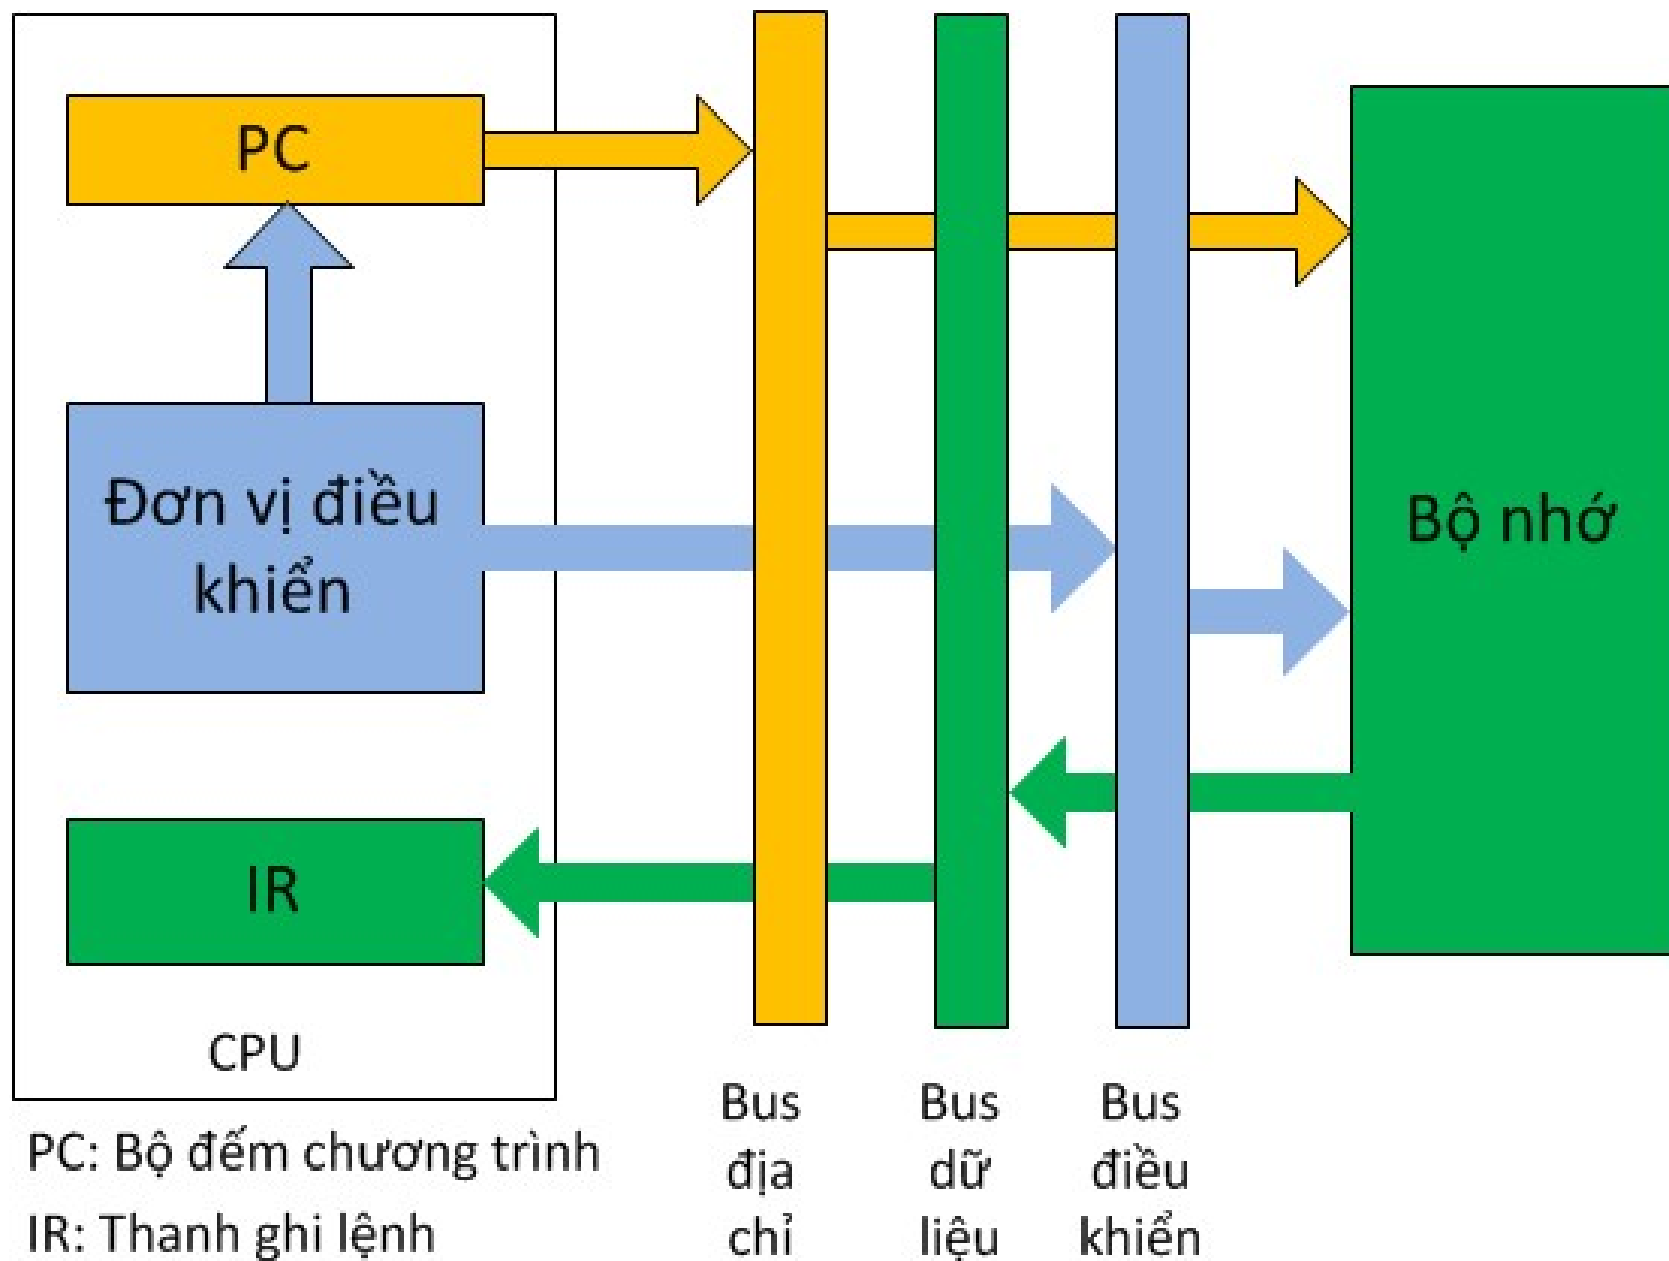 PC
Đơn vị điều
khiển
Bộ nhớ
IR
CPU
PC: Bộ đếm chương trình
IR: Thanh ghi lệnh
Bus
địa
chỉ
Bus
dữ
liệu
Bus
điều
khiển